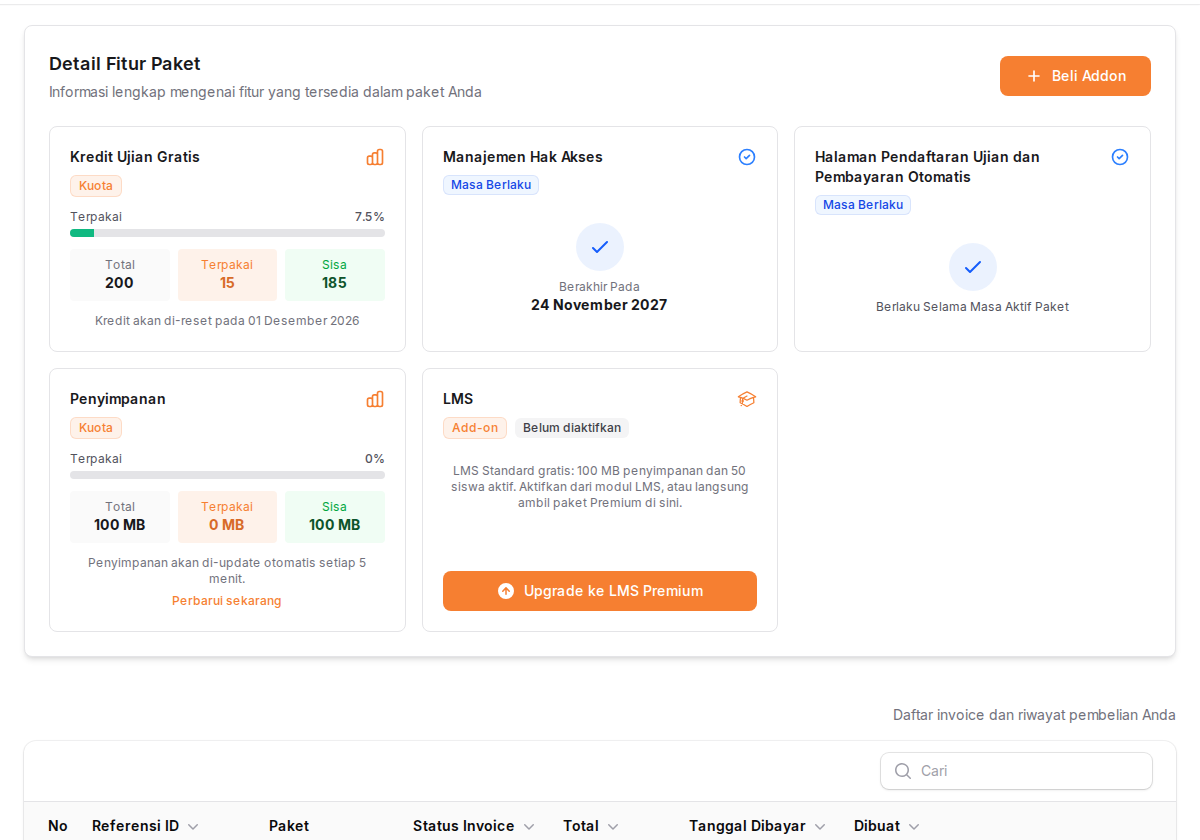 Detail Fitur Paket
Informasi lengkap mengenai fitur yang tersedia dalam paket Anda
Beli Addon
Kredit Ujian Gratis
Kuota
Terpakai 7.5%
Total Terpakai Sisa
200 15 185
Kredit akan di-reset pada 01 Desember 2026
Manajemen Hak Akses
Masa Berlaku
Berakhir Pada
24 November 2027
Halaman Pendaftaran Ujian dan
Pembayaran Otomatis
Masa Berlaku
Berlaku Selama Masa Aktif Paket
Penyimpanan
Kuota
Terpakai 0%
Total Terpakai Sisa
100 MB 0 MB 100 MB
Penyimpanan akan di-update otomatis setiap 5
menit.
Perbarui sekarang
LMS
Add-on Belum diaktifkan
LMS Standard gratis: 100 MB penyimpanan dan 50
siswa aktif. Aktifkan dari modul LMS, atau langsung
ambil paket Premium di sini.
Upgrade ke LMS Premium
Daftar invoice dan riwayat pembelian Anda
Cari
No Referensi ID Paket Status Invoice Total Tanggal Dibayar Dibuat